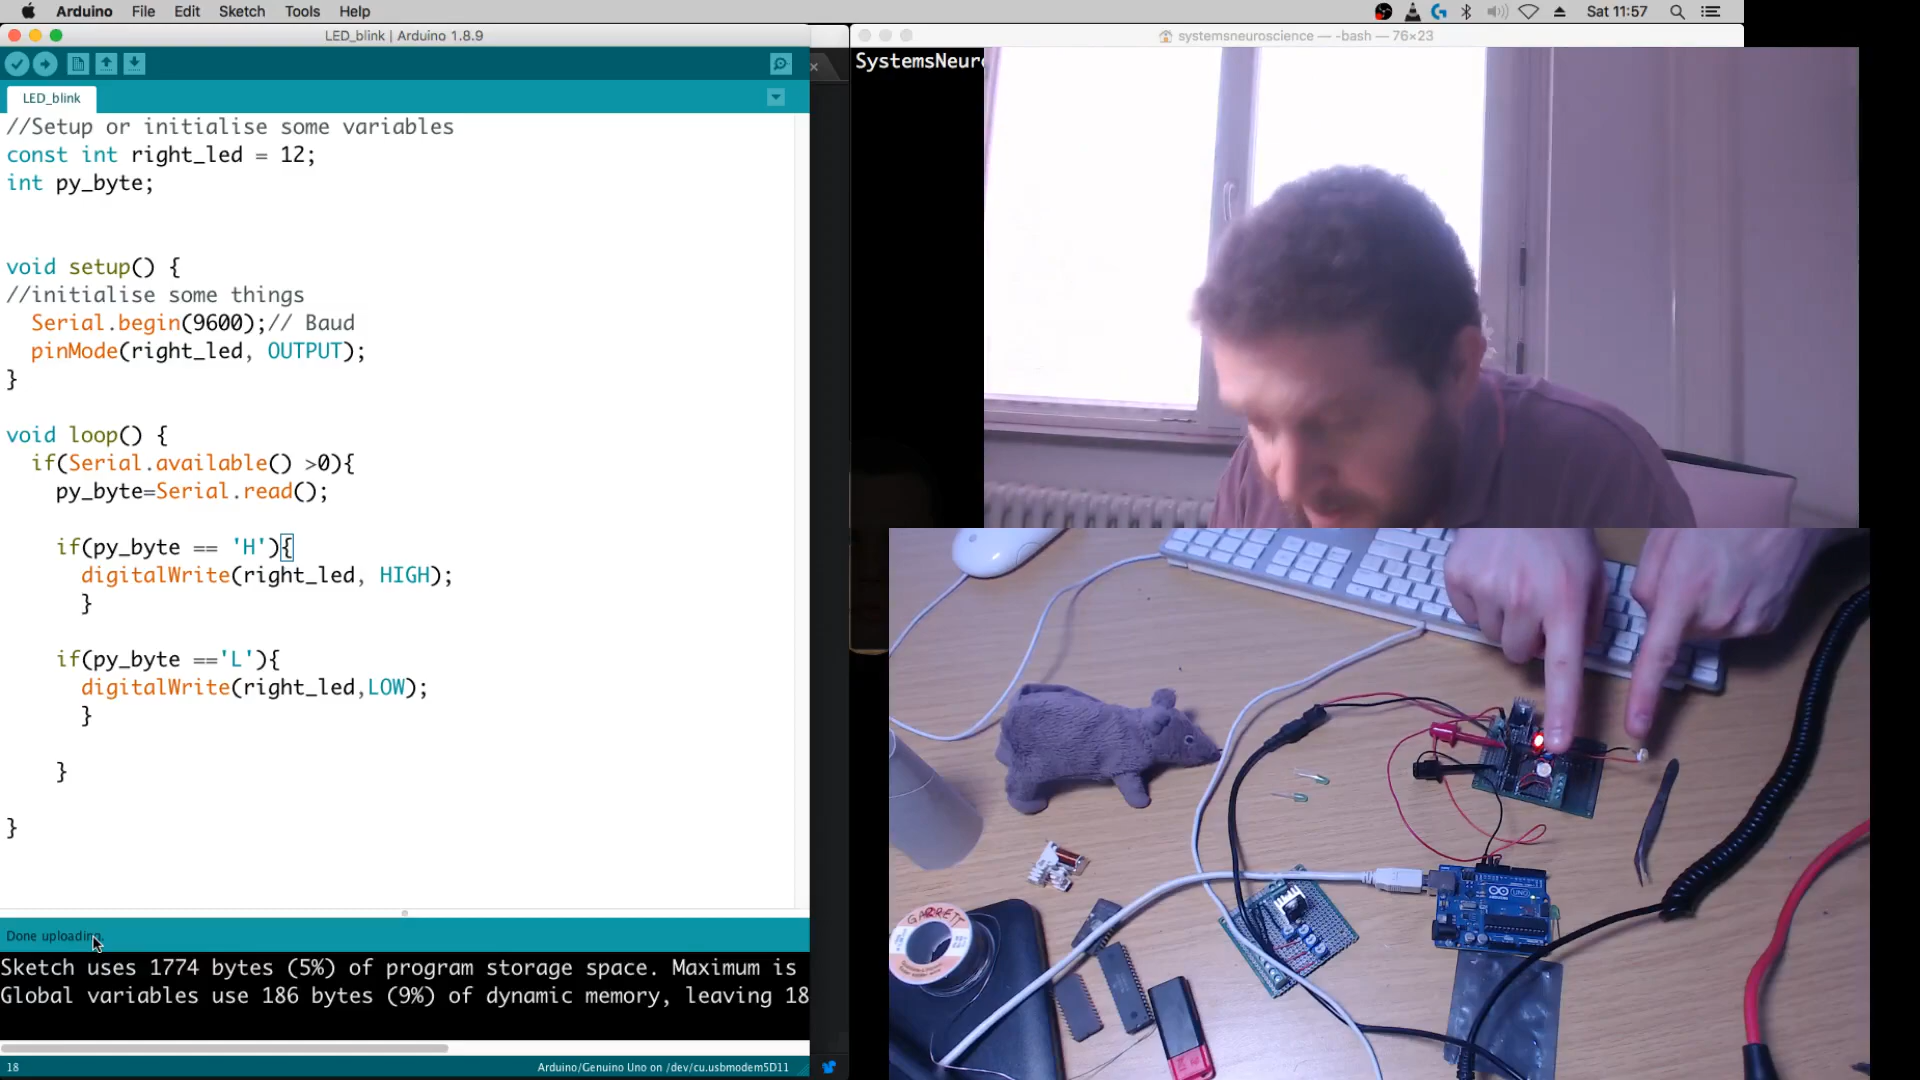 Arduino File Edit Sketch Tools Help
Sat 11:57
LED_blink | Arduino 1.8.9
systemsneuroscience — -bash — 76×23
SystemsNeuro
LED_blink
//Setup or initialise some variables
const int right_led = 12;
int py_byte;
void setup() {
//initialise some things
Serial.begin(9600);// Baud
pinMode(right_led, OUTPUT);
}
void loop() {
if(Serial.available() >0){
py_byte=Serial.read();
if(py_byte == 'H'){
digitalWrite(right_led, HIGH);
}
if(py_byte =='L'){
digitalWrite(right_led,LOW);
}
}
}
Done uploading.
Sketch uses 1774 bytes (5%) of program storage space. Maximum is
Global variables use 186 bytes (9%) of dynamic memory, leaving 18
18
Arduino/Genuino Uno on /dev/cu.usbmodem5D11
GARRETT
UNO